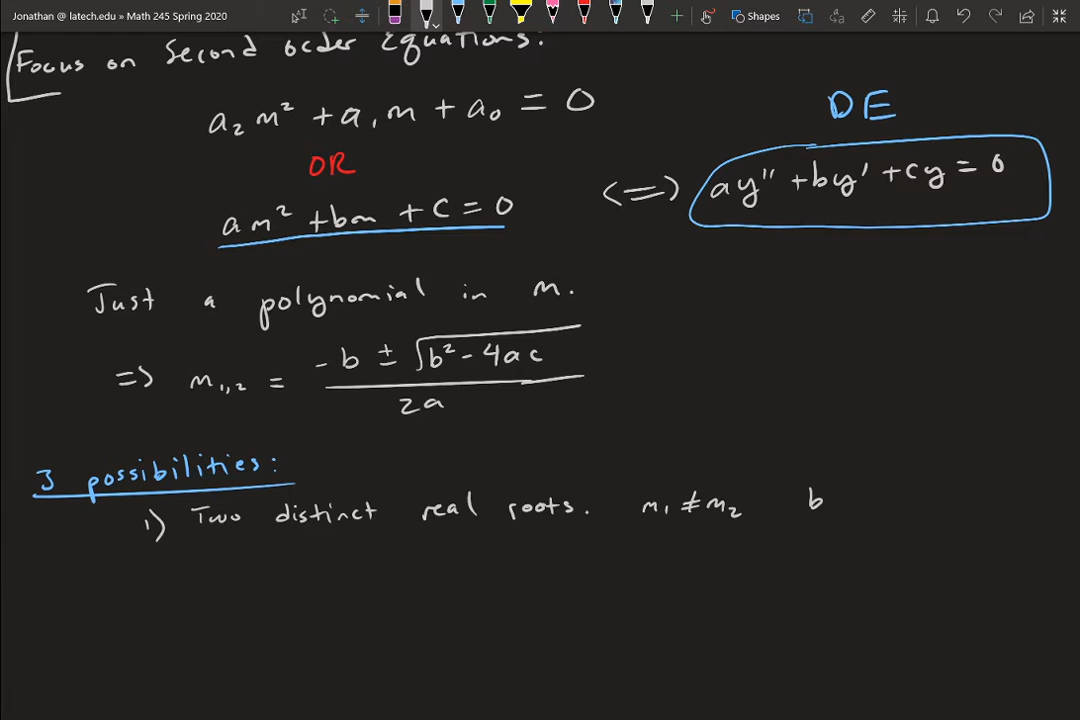 Jonathan @ latech.edu » Math 245 Spring 2020
Shapes
Focus on Second order Equations:
a₂m² + a₁m + a₀ = 0
DE
OR
am² + bm + c = 0 <=> ay'' + by' + cy = 0
Just a polynomial in m.
=> m₁,₂ = (-b ± √(b² - 4ac)) / 2a
3 possibilities:
1) Two distinct real roots. m₁ ≠ m₂ b